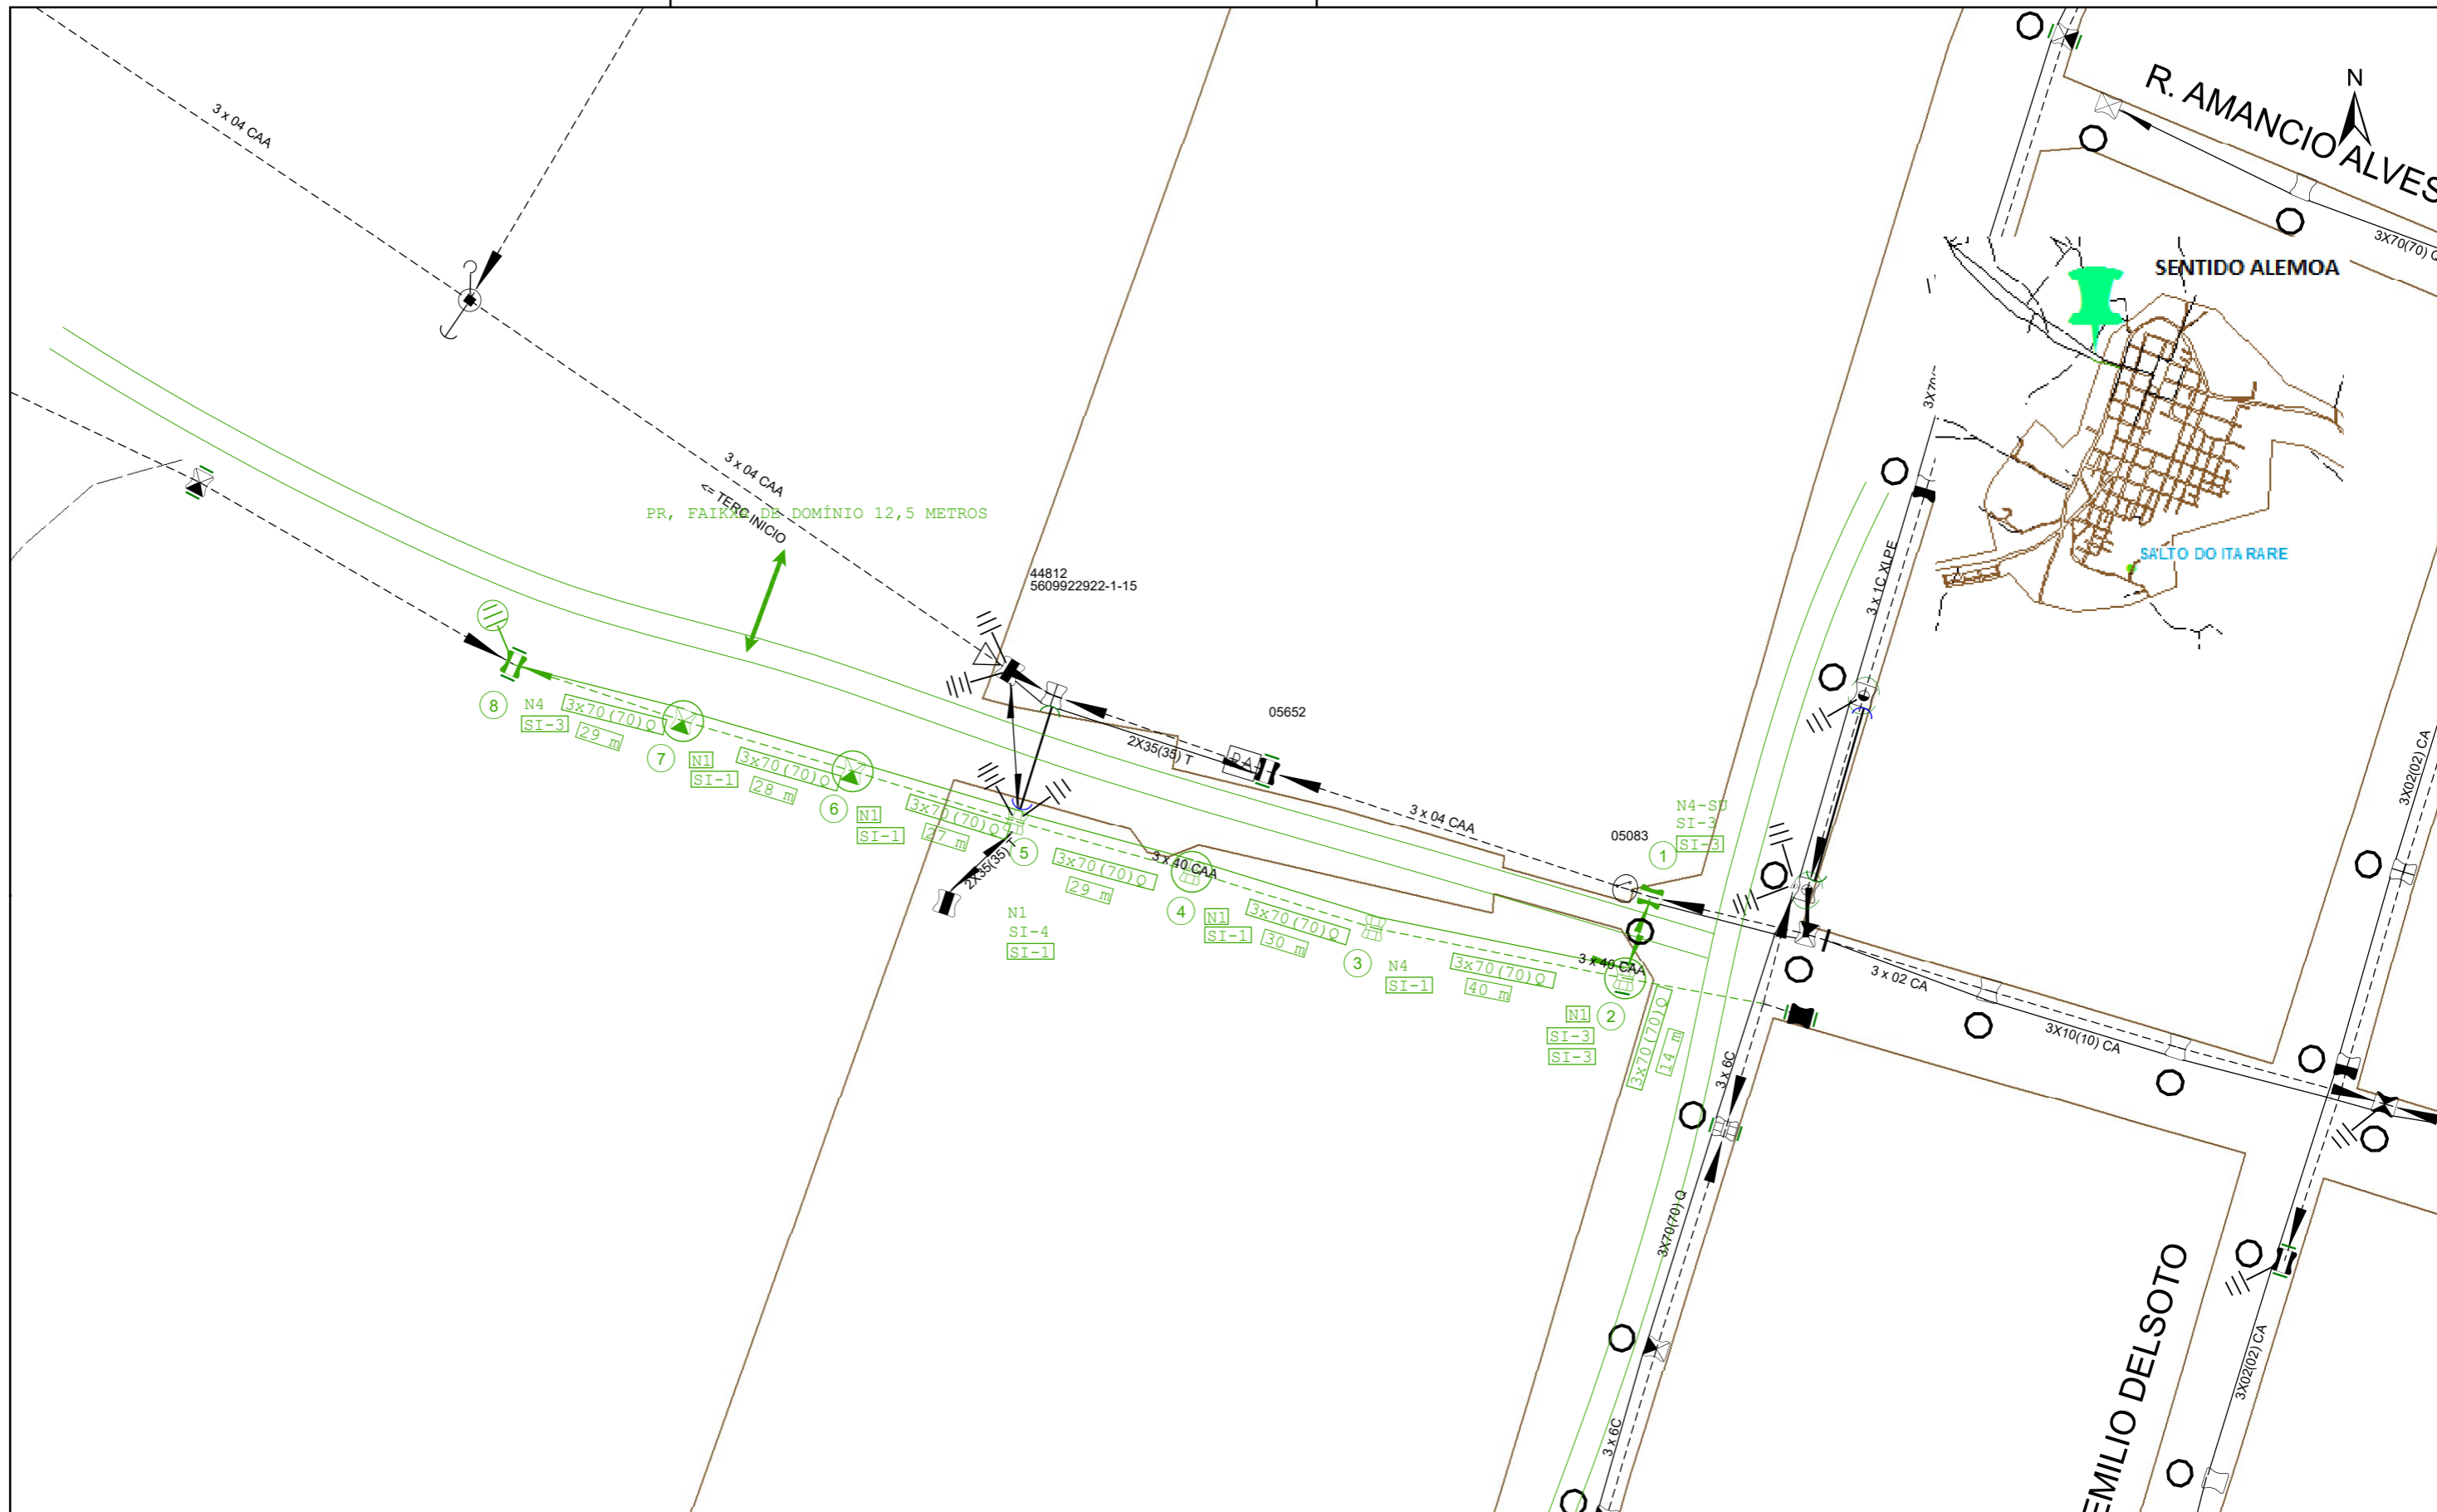 3 x 04 CAA
R. AMANCIO ALVES
N
3X70(70) Q
SENTIDO ALEMOA
3X70/
3 x 04 CAA
<= TERC INICIO
PR, FAIKXA DE DOMÍNIO 12,5 METROS
3 x 1C XLPE
SALTO DO ITARARE
44812
5609922922-1-15
05652
2X35(35) T
D.A
3 x 04 CAA
05083
N4-SU
SI-3
SI-3
1
3X02(02) CA
8
N4
SI-3
3x70(70)Q
29 m
7
N1
SI-1
3x70(70)Q
28 m
6
N1
SI-1
3x70(70)Q
27 m
5
2X35(35) T
N1
SI-4
SI-1
3x70(70)Q
29 m
3 x 40 CAA
4
N1
SI-1
3x70(70)Q
30 m
3
N4
SI-1
3x70(70)Q
40 m
3 x 40 CAA
2
N1
SI-3
SI-3
3x70(70)Q
14 m
3 x 02 CA
3X10(10) CA
3 x 6C
3X70(70) Q
3 x 6C
EMILIO DELSOTO
3X02(02) CA